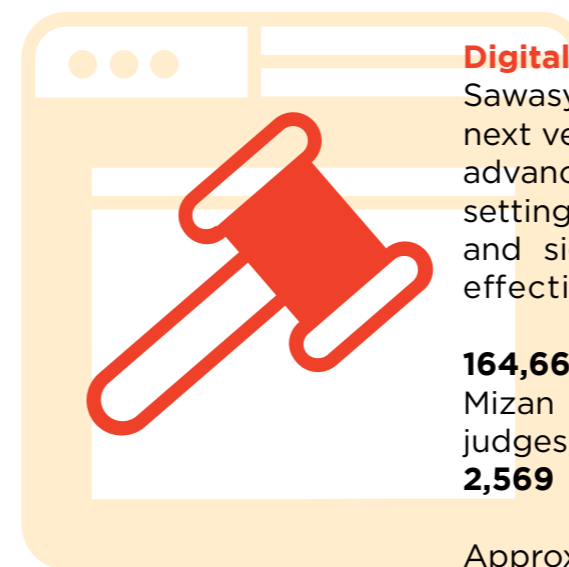 Digital
Sawasy
next ve
advanc
setting
and si
effecti
164,66
Mizan
judges
2,569
Approx